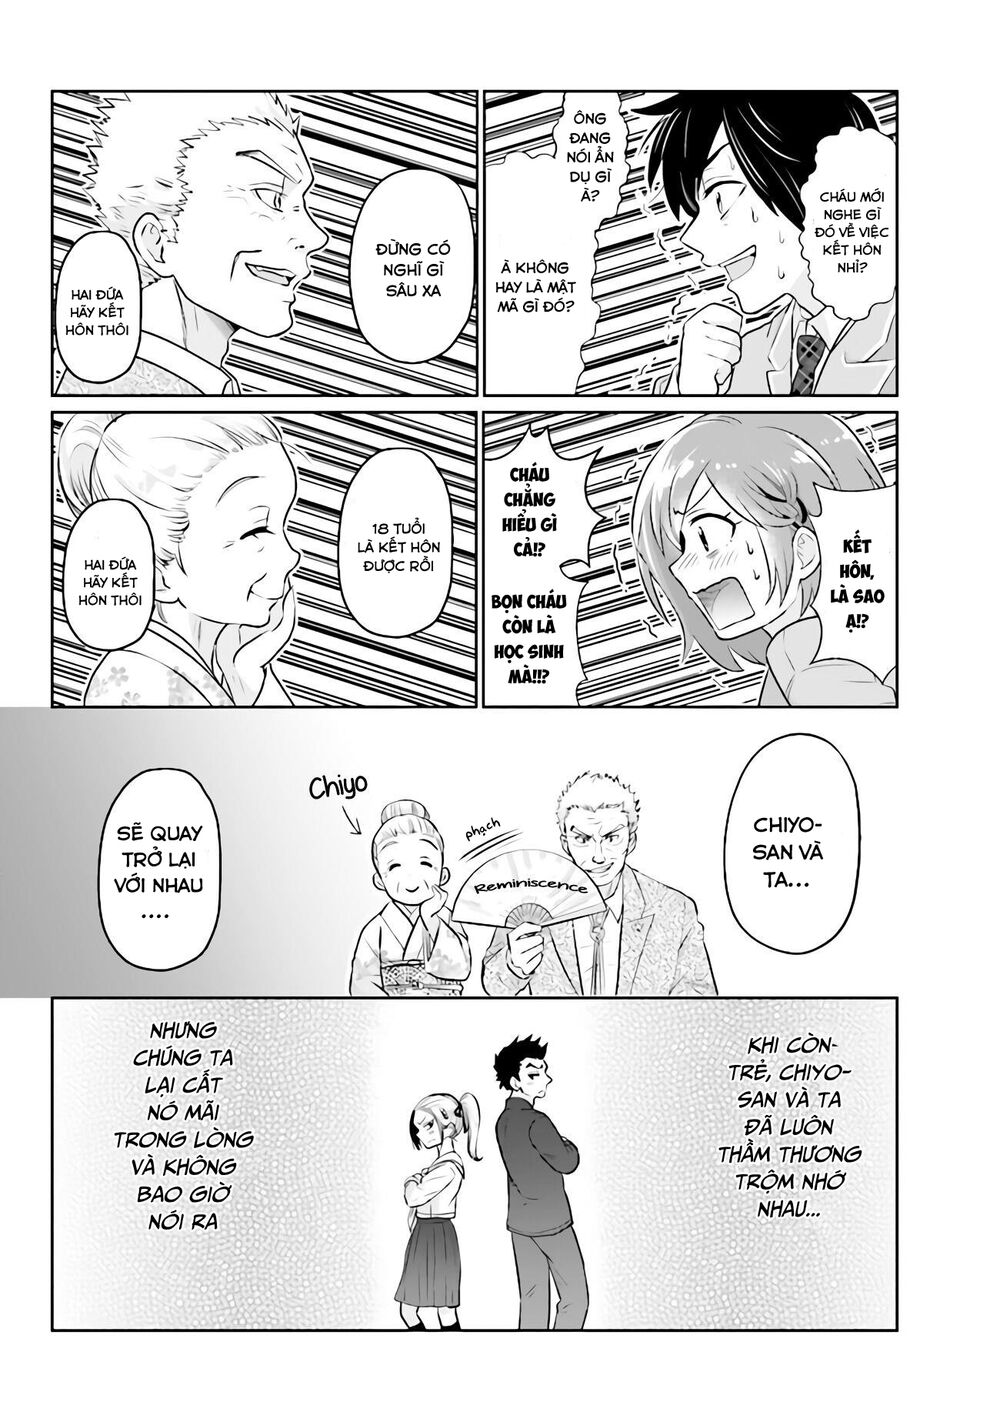 CHÁU MỚI
NGHE GÌ
ĐÓ VỀ VIỆC
KẾT HÔN
NHỈ?
ÔNG
ĐANG
NÓI ẨN
DỤ GÌ
À?
À KHÔNG
HAY LÀ MẬT
MÃ GÌ ĐÓ?
ĐỪNG CÓ
NGHĨ GÌ
SÂU XA
HAI ĐỨA
HÃY KẾT
HÔN THÔI
KẾT
HÔN,
LÀ SAO
Ạ!?
CHÁU
CHẲNG
HIỂU GÌ
CẢ!?
BỌN CHÁU
CÒN LÀ
HỌC SINH
MÀ!!?
18 TUỔI
LÀ KẾT HÔN
ĐƯỢC RỒI
HAI ĐỨA
HÃY KẾT
HÔN THÔI
CHIYO-
SAN VÀ
TA...
phạch
Reminiscence
Chiyo
SẼ QUAY
TRỞ LẠI
VỚI NHAU
....
KHI CÒN-
TRẺ, CHIYO-
SAN VÀ TA
ĐÃ LUÔN
THẦM THƯƠNG
TRỘM NHỚ
NHAU...
NHƯNG
CHÚNG TA
LẠI CẤT
NÓ MÃI
TRONG LÒNG
VÀ KHÔNG
BAO GIỜ
NÓI RA